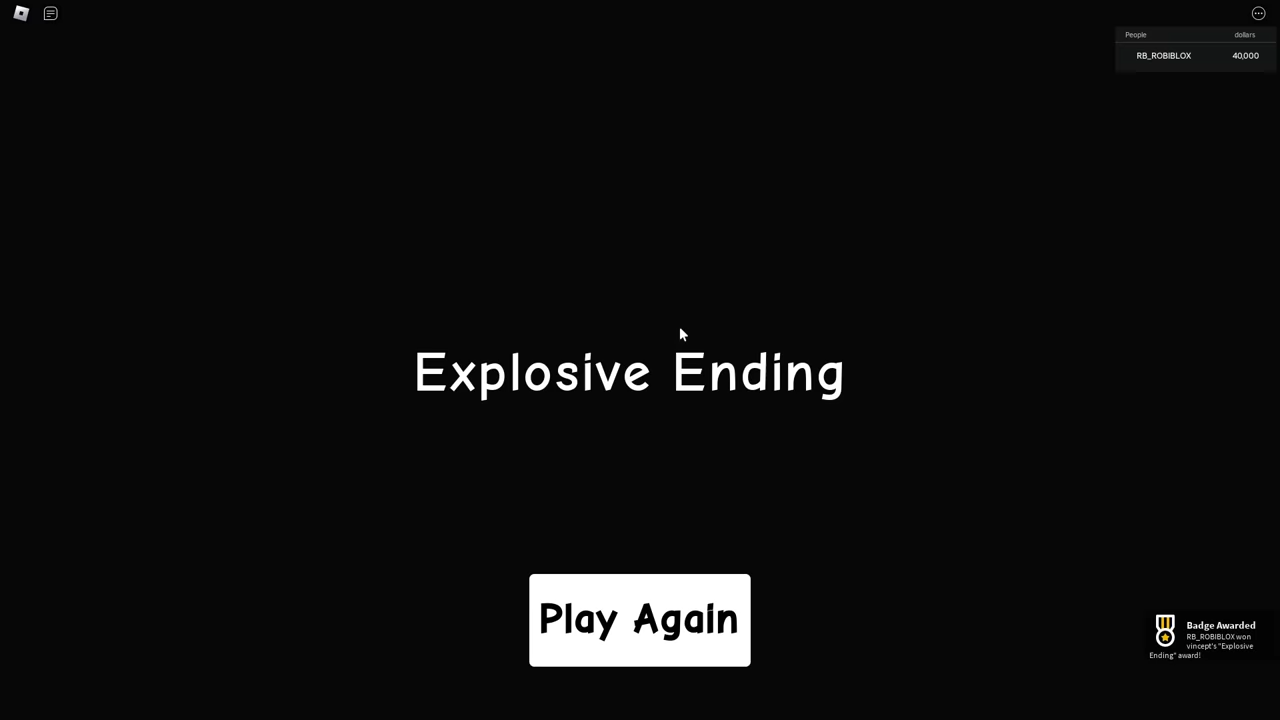 People dollars
RB_ROBIBLOX 40,000
Explosive Ending
Play Again
Badge Awarded
RB_ROBIBLOX won
vincept's "Explosive
Ending" award!